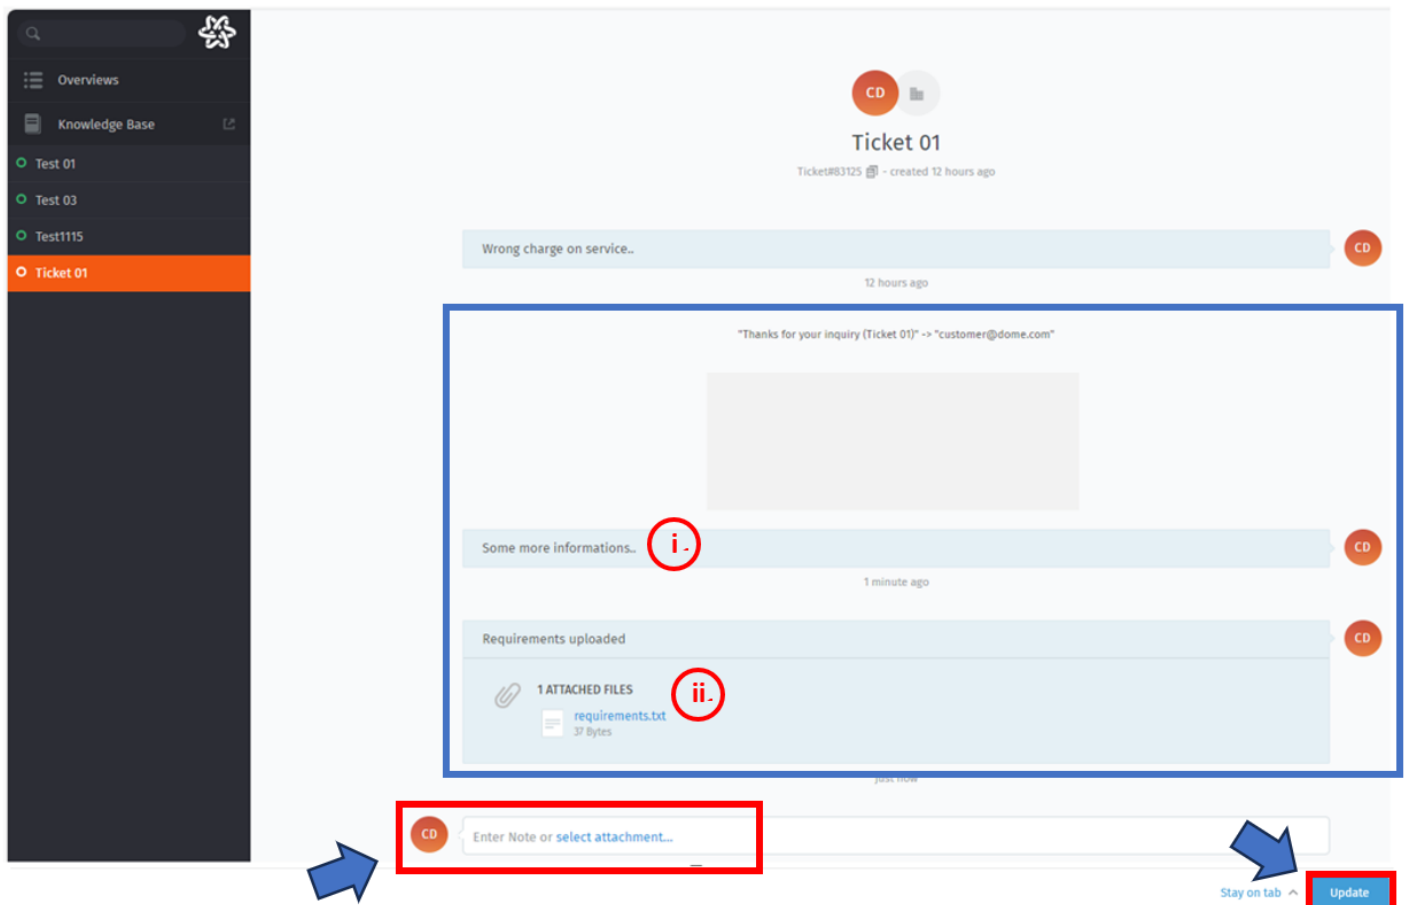 Overviews
Knowledge Base
Test 01
Test 03
Test1115
Ticket 01
CD
Ticket 01
Ticket#83125 - created 12 hours ago
Wrong charge on service..
CD
12 hours ago
"Thanks for your inquiry (Ticket 01)" -> "customer@dome.com"
Some more informations..
i.
CD
1 minute ago
Requirements uploaded
CD
1 ATTACHED FILES
ii.
requirements.txt
37 Bytes
just now
CD
Enter Note or select attachment...
Stay on tab
Update